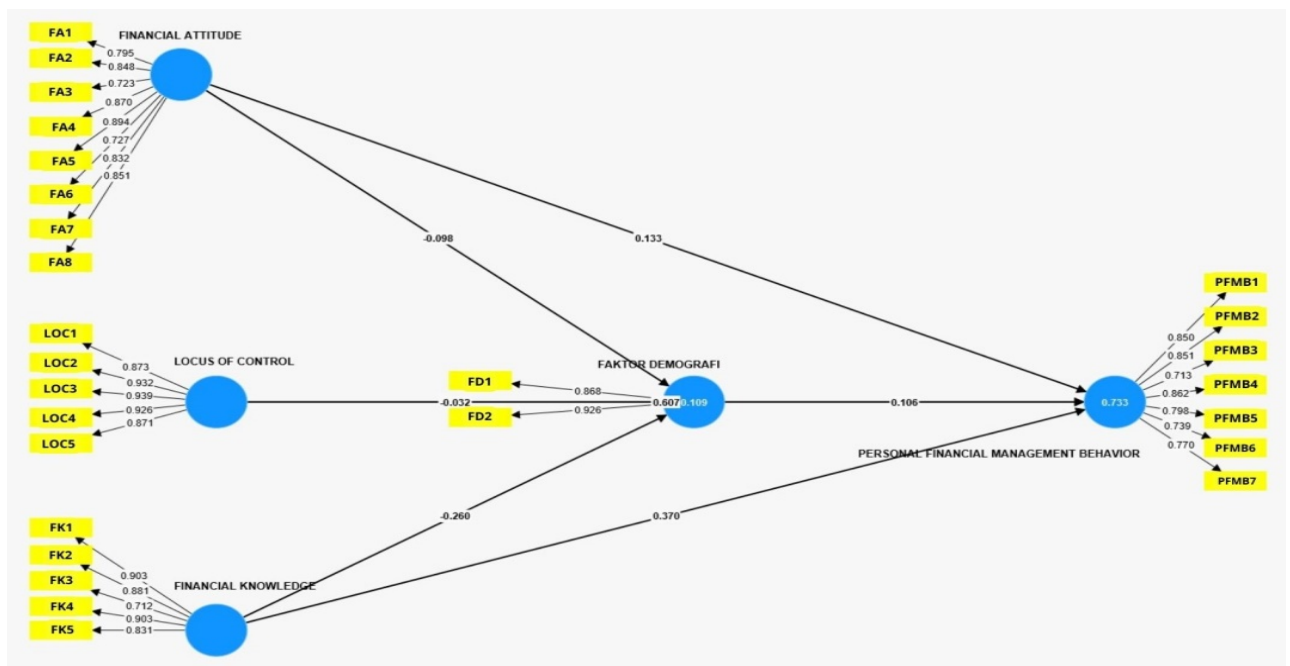 FINANCIAL ATTITUDE
FA1
FA2
FA3
FA4
FA5
FA6
FA7
FA8
0.795
0.848
0.723
0.870
0.894
0.727
0.832
0.851
-0.098
0.133
LOCUS OF CONTROL
LOC1
LOC2
LOC3
LOC4
LOC5
0.873
0.932
0.939
0.926
0.871
-0.032
FAKTOR DEMOGRAFI
FD1
FD2
0.868
0.926
0.607
0.109
0.106
0.733
PERSONAL FINANCIAL MANAGEMENT BEHAVIOR
PFMB1
PFMB2
PFMB3
PFMB4
PFMB5
PFMB6
PFMB7
0.850
0.851
0.713
0.862
0.798
0.739
0.770
-0.260
0.370
FINANCIAL KNOWLEDGE
FK1
FK2
FK3
FK4
FK5
0.903
0.881
0.712
0.903
0.831